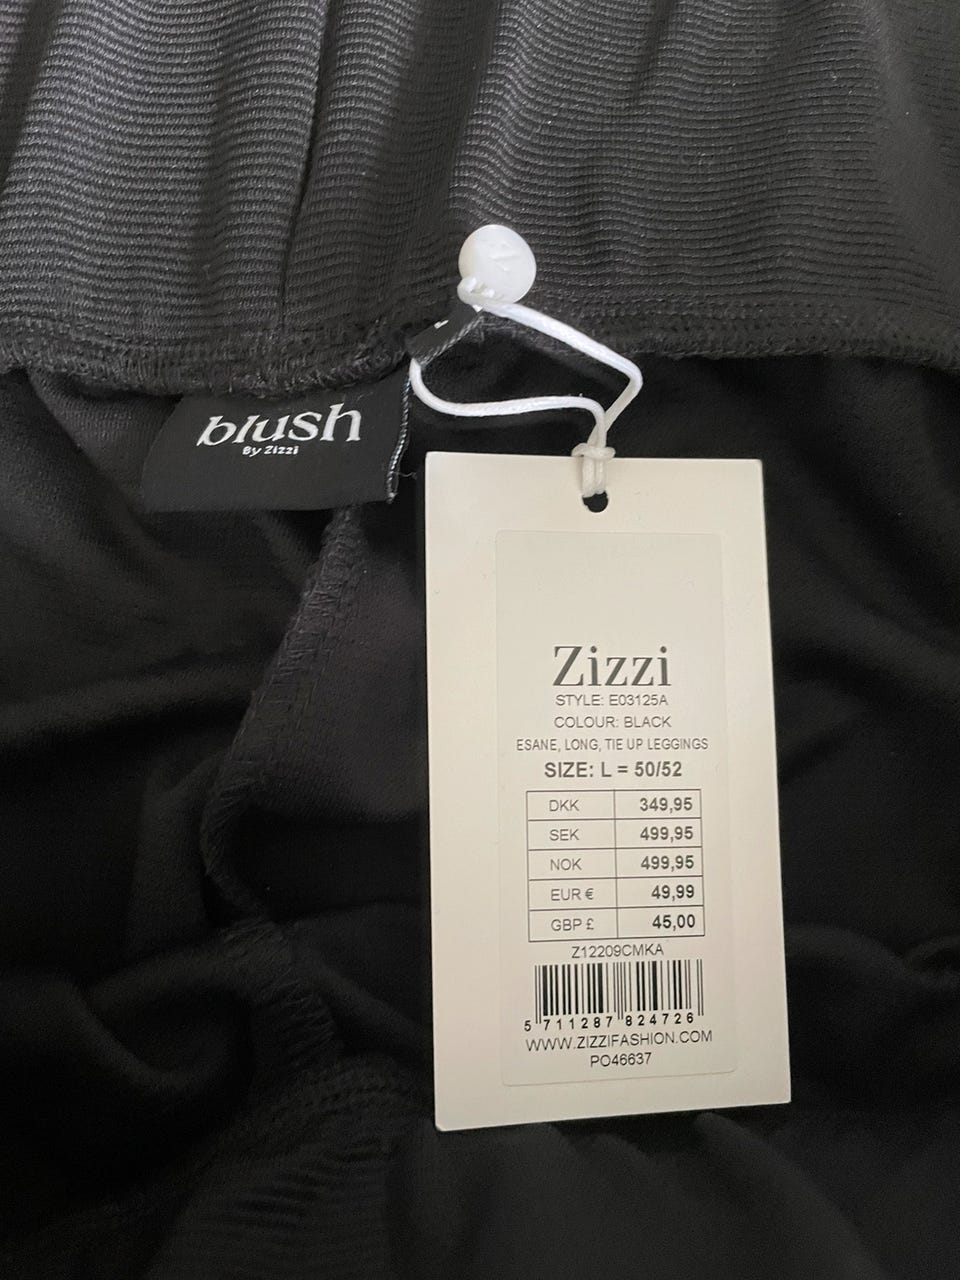 blush
By Zizzi
Zizzi
STYLE: E03125A
COLOUR: BLACK
ESANE, LONG, TIE UP LEGGINGS
SIZE: L = 50/52
DKK 349,95
SEK 499,95
NOK 499,95
EUR € 49,99
GBP £ 45,00
Z12209CMKA
5 711287 824726
WWW.ZIZZIFASHION.COM
PO46637